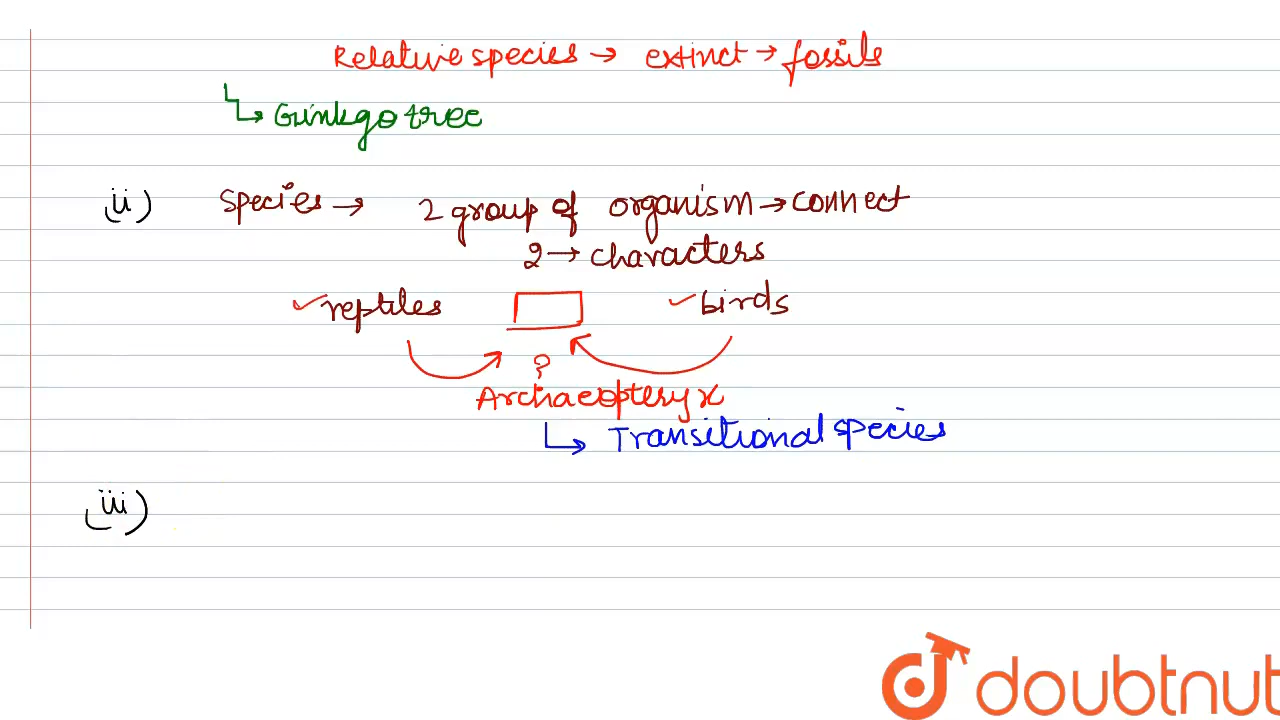 Relative species → extinct → fossils
↳ Ginkgo tree
(ii) Species → 2 group of organism → connect
2 → characters
✓ reptiles ✓ birds
?
Archaeopteryx
↳ Transitional species
(iii)
doubtnut